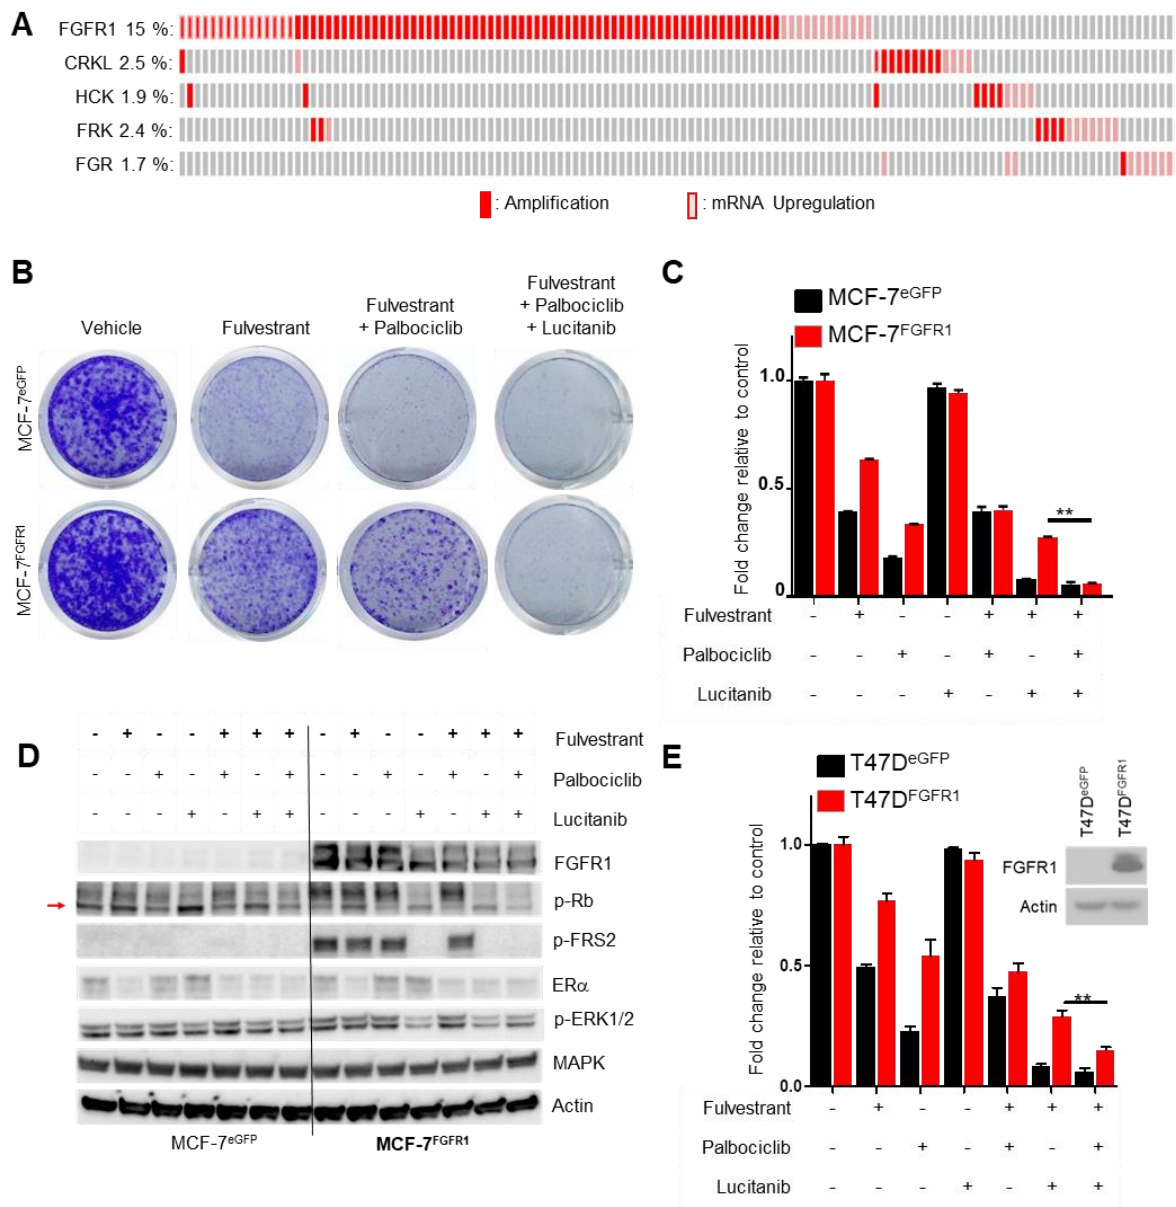 A
FGFR1 15 %:
CRKL 2.5 %:
HCK 1.9 %:
FRK 2.4 %:
FGR 1.7 %:
: Amplification : mRNA Upregulation
B
Vehicle
Fulvestrant
Fulvestrant
+ Palbociclib
Fulvestrant
+ Palbociclib
+ Lucitanib
MCF-7eGFP
MCF-7FGFR1
C
MCF-7eGFP
MCF-7FGFR1
Fold change relative to control
1.0
0.5
0
**
Fulvestrant - + - - + + +
Palbociclib - - + - + - +
Lucitanib - - - + - + +
D
- + - - + + + - + - - + + + Fulvestrant
- - + - + - + - - + - + - + Palbociclib
- - - + - + + - - - + - + + Lucitanib
FGFR1
p-Rb
p-FRS2
ERα
p-ERK1/2
MAPK
Actin
MCF-7eGFP MCF-7FGFR1
E
T47DeGFP
T47DFGFR1
Fold change relative to control
1.0
0.5
0.0
**
T47DeGFP
T47DFGFR1
FGFR1
Actin
Fulvestrant - + - - + + +
Palbociclib - - + - + - +
Lucitanib - - - + - + +